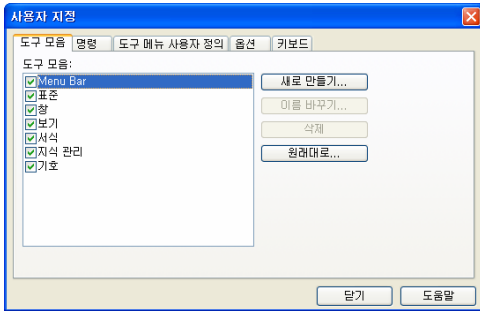 사용자 지정
도구 모음 명령 도구 메뉴 사용자 정의 옵션 키보드
도구 모음:
Menu Bar
표준
창
보기
서식
지식 관리
기호
새로 만들기...
이름 바꾸기...
삭제
원래대로...
닫기 도움말